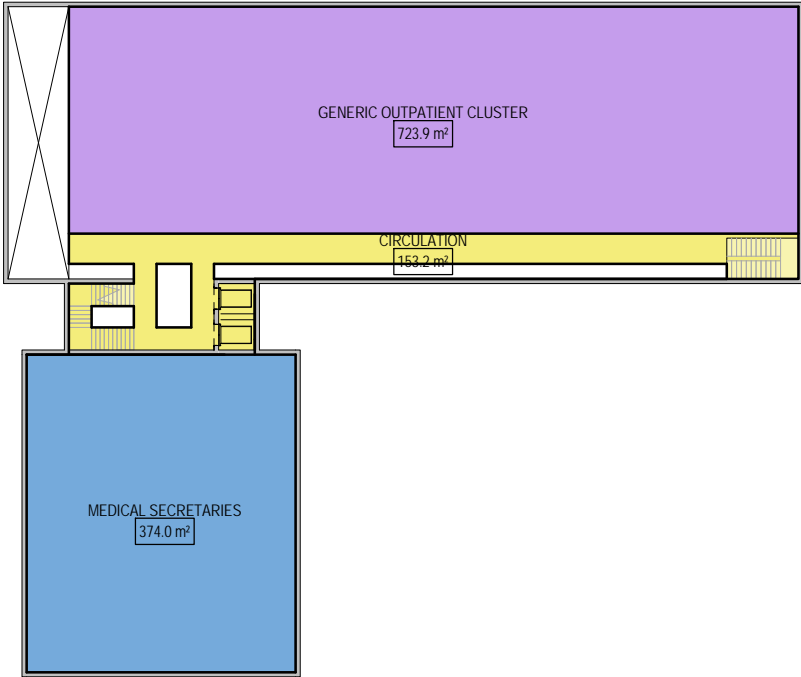 GENERIC OUTPATIENT CLUSTER
723.9 m²
CIRCULATION
153.2 m²
MEDICAL SECRETARIES
374.0 m²